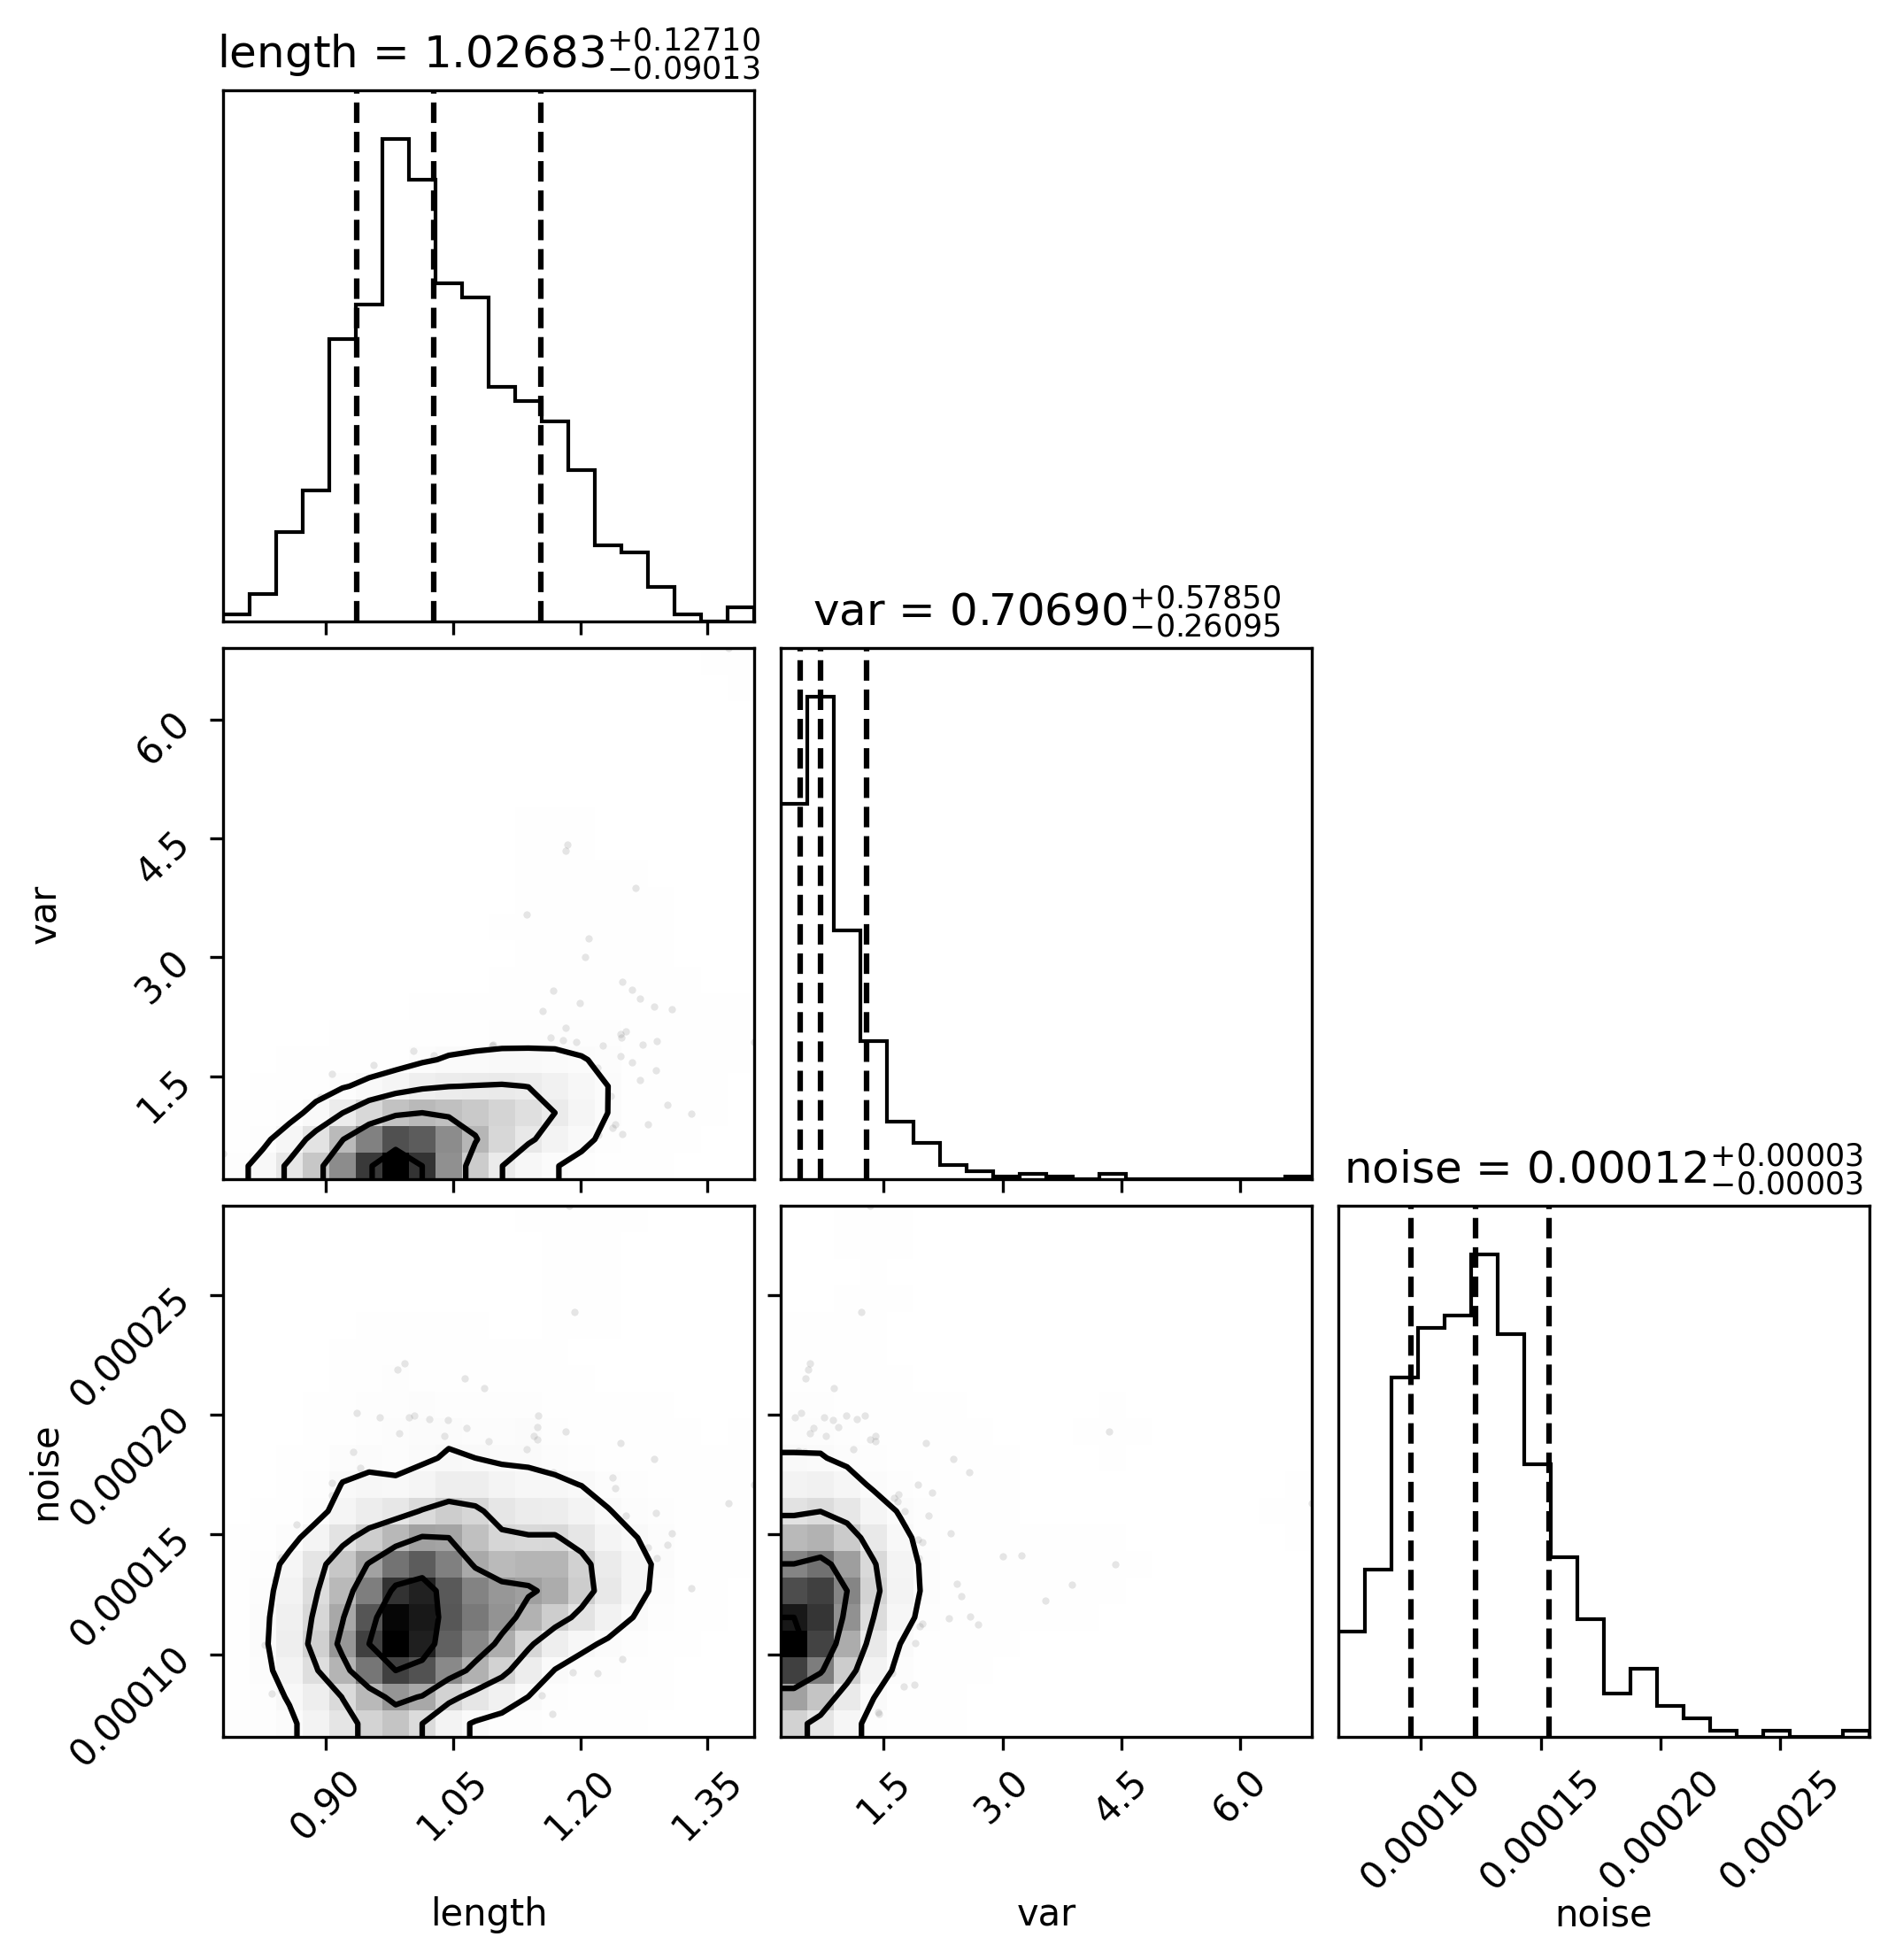 length = 1.02683+0.12710−0.09013
var = 0.70690+0.57850−0.26095
6.0
4.5
3.0
1.5
var
noise = 0.00012+0.00003−0.00003
0.00025
0.00020
0.00015
0.00010
noise
0.90 1.05 1.20 1.35 1.5 3.0 4.5 6.0 0.00010 0.00015 0.00020 0.00025
length var noise